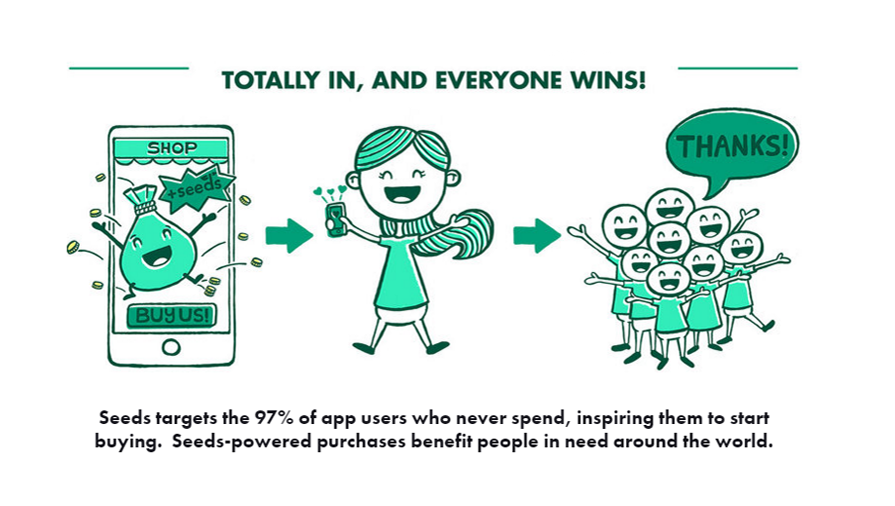 TOTALLY IN, AND EVERYONE WINS!
SHOP
+seeds
BUY US!
THANKS!
Seeds targets the 97% of app users who never spend, inspiring them to start
buying. Seeds-powered purchases benefit people in need around the world.